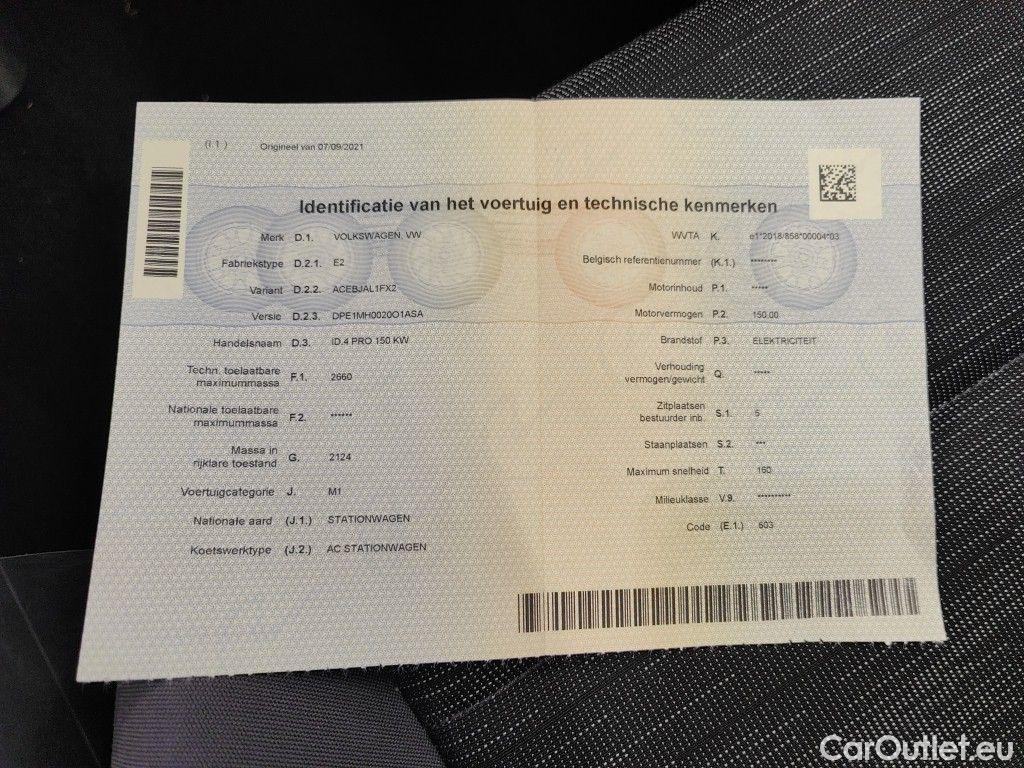 (I.1.) Origineel van 07/09/2021
Identificatie van het voertuig en technische kenmerken
Merk D.1. VOLKSWAGEN, VW
Fabriekstype D.2.1. E2
Variant D.2.2. ACEBJAL1FX2
Versie D.2.3. DPE1MH0020O1ASA
Handelsnaam D.3. ID.4 PRO 150 KW
Techn. toelaatbare
maximummassa F.1. 2660
Nationale toelaatbare
maximummassa F.2. ******
Massa in
rijklare toestand G. 2124
Voertuigcategorie J. M1
Nationale aard (J.1.) STATIONWAGEN
Koetswerktype (J.2.) AC STATIONWAGEN
WVTA K. e1*2018/858*00004*03
Belgisch referentienummer (K.1.) ********
Motorinhoud P.1. *****
Motorvermogen P.2. 150.00
Brandstof P.3. ELEKTRICITEIT
Verhouding
vermogen/gewicht Q. *****
Zitplaatsen
bestuurder inb. S.1. 5
Staanplaatsen S.2. ***
Maximum snelheid T. 160
Milieuklasse V.9. **********
Code (E.1.) 603
CarOutlet.eu